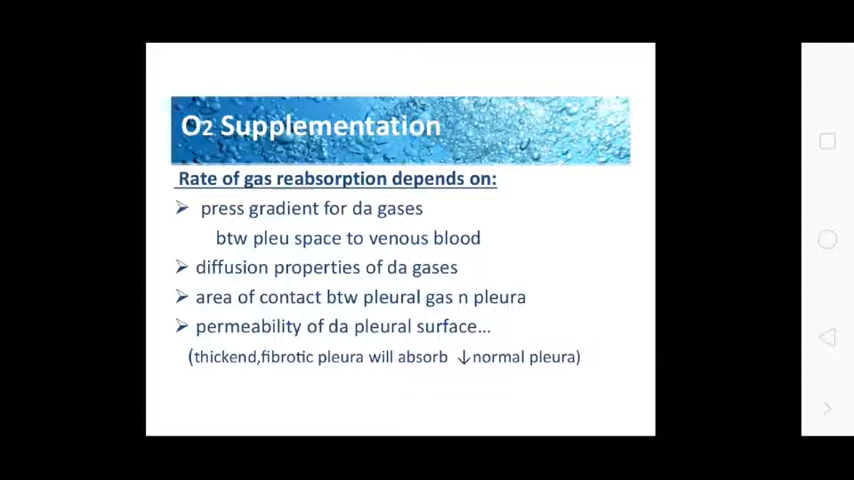 O2 Supplementation
Rate of gas reabsorption depends on:
➢ press gradient for da gases
btw pleu space to venous blood
➢ diffusion properties of da gases
➢ area of contact btw pleural gas n pleura
➢ permeability of da pleural surface...
(thickend,fibrotic pleura will absorb ↓normal pleura)